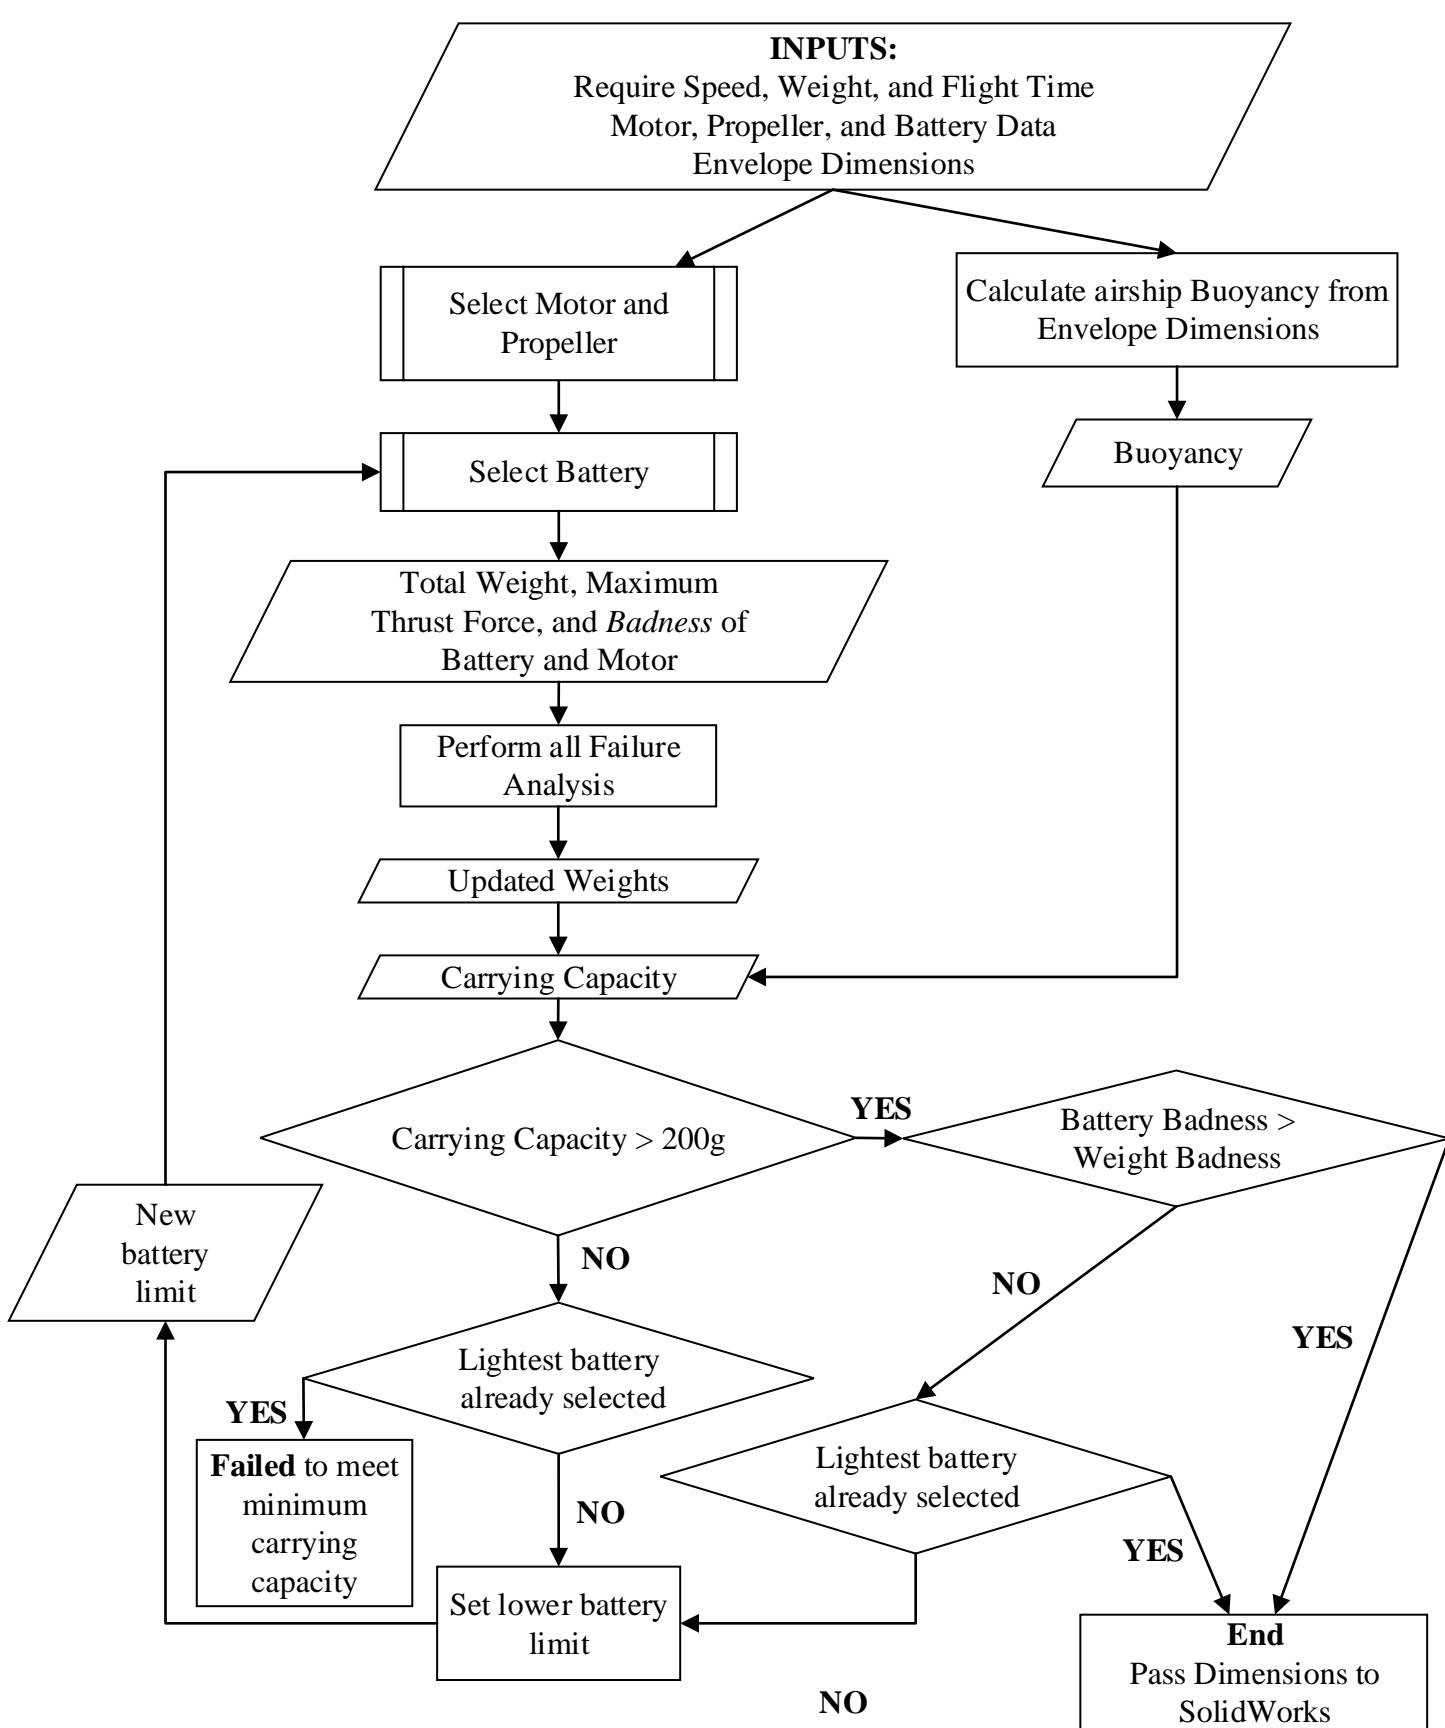 INPUTS:
Require Speed, Weight, and Flight Time
Motor, Propeller, and Battery Data
Envelope Dimensions
Select Motor and
Propeller
Calculate airship Buoyancy from
Envelope Dimensions
Select Battery
Buoyancy
Total Weight, Maximum
Thrust Force, and Badness of
Battery and Motor
Perform all Failure
Analysis
Updated Weights
Carrying Capacity
Carrying Capacity > 200g
YES
Battery Badness >
Weight Badness
New
battery
limit
NO
NO
YES
Lightest battery
already selected
YES
Failed to meet
minimum
carrying
capacity
NO
Lightest battery
already selected
YES
Set lower battery
limit
NO
End
Pass Dimensions to
SolidWorks